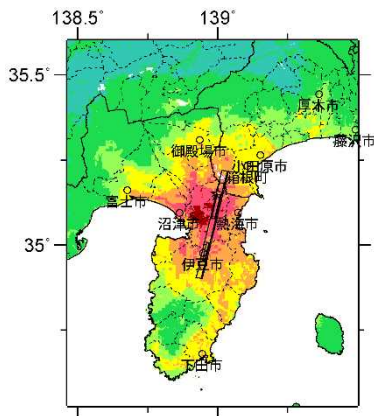 138.5° 139°
35.5°
厚木市
藤沢市
御殿場市
小田原市
箱根町
富士市
沼津市 熱海市
35°
伊豆市
下田市